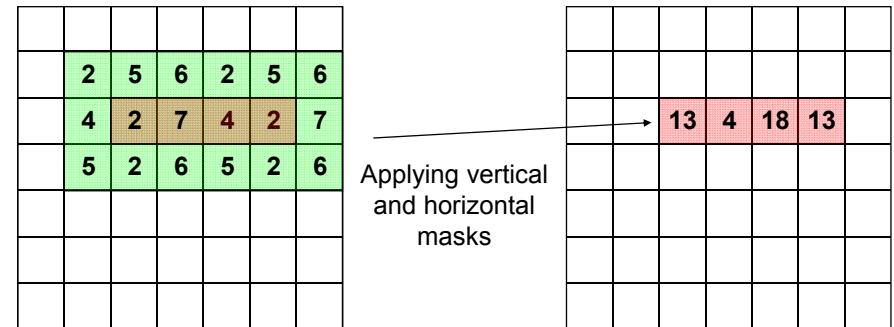 2 5 6 2 5 6
4 2 7 4 2 7
5 2 6 5 2 6
Applying vertical
and horizontal
masks
13 4 18 13